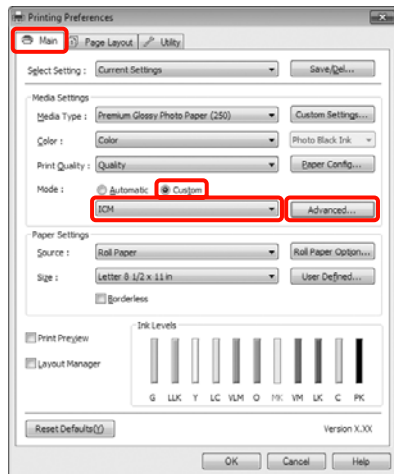 Printing Preferences
Main Page Layout Utility
Select Setting : Current Settings Save/Del...
Media Settings
Media Type : Premium Glossy Photo Paper (250) Custom Settings...
Color : Color Photo Black Ink
Print Quality : Quality Paper Config...
Mode : Automatic Custom
ICM Advanced...
Paper Settings
Source : Roll Paper Roll Paper Option...
Size : Letter 8 1/2 x 11 in User Defined...
Borderless
Print Preview
Layout Manager
Ink Levels
G LLK Y LC VLM O MK VM LK C PK
Reset Defaults(Y) Version X.XX
OK Cancel Help